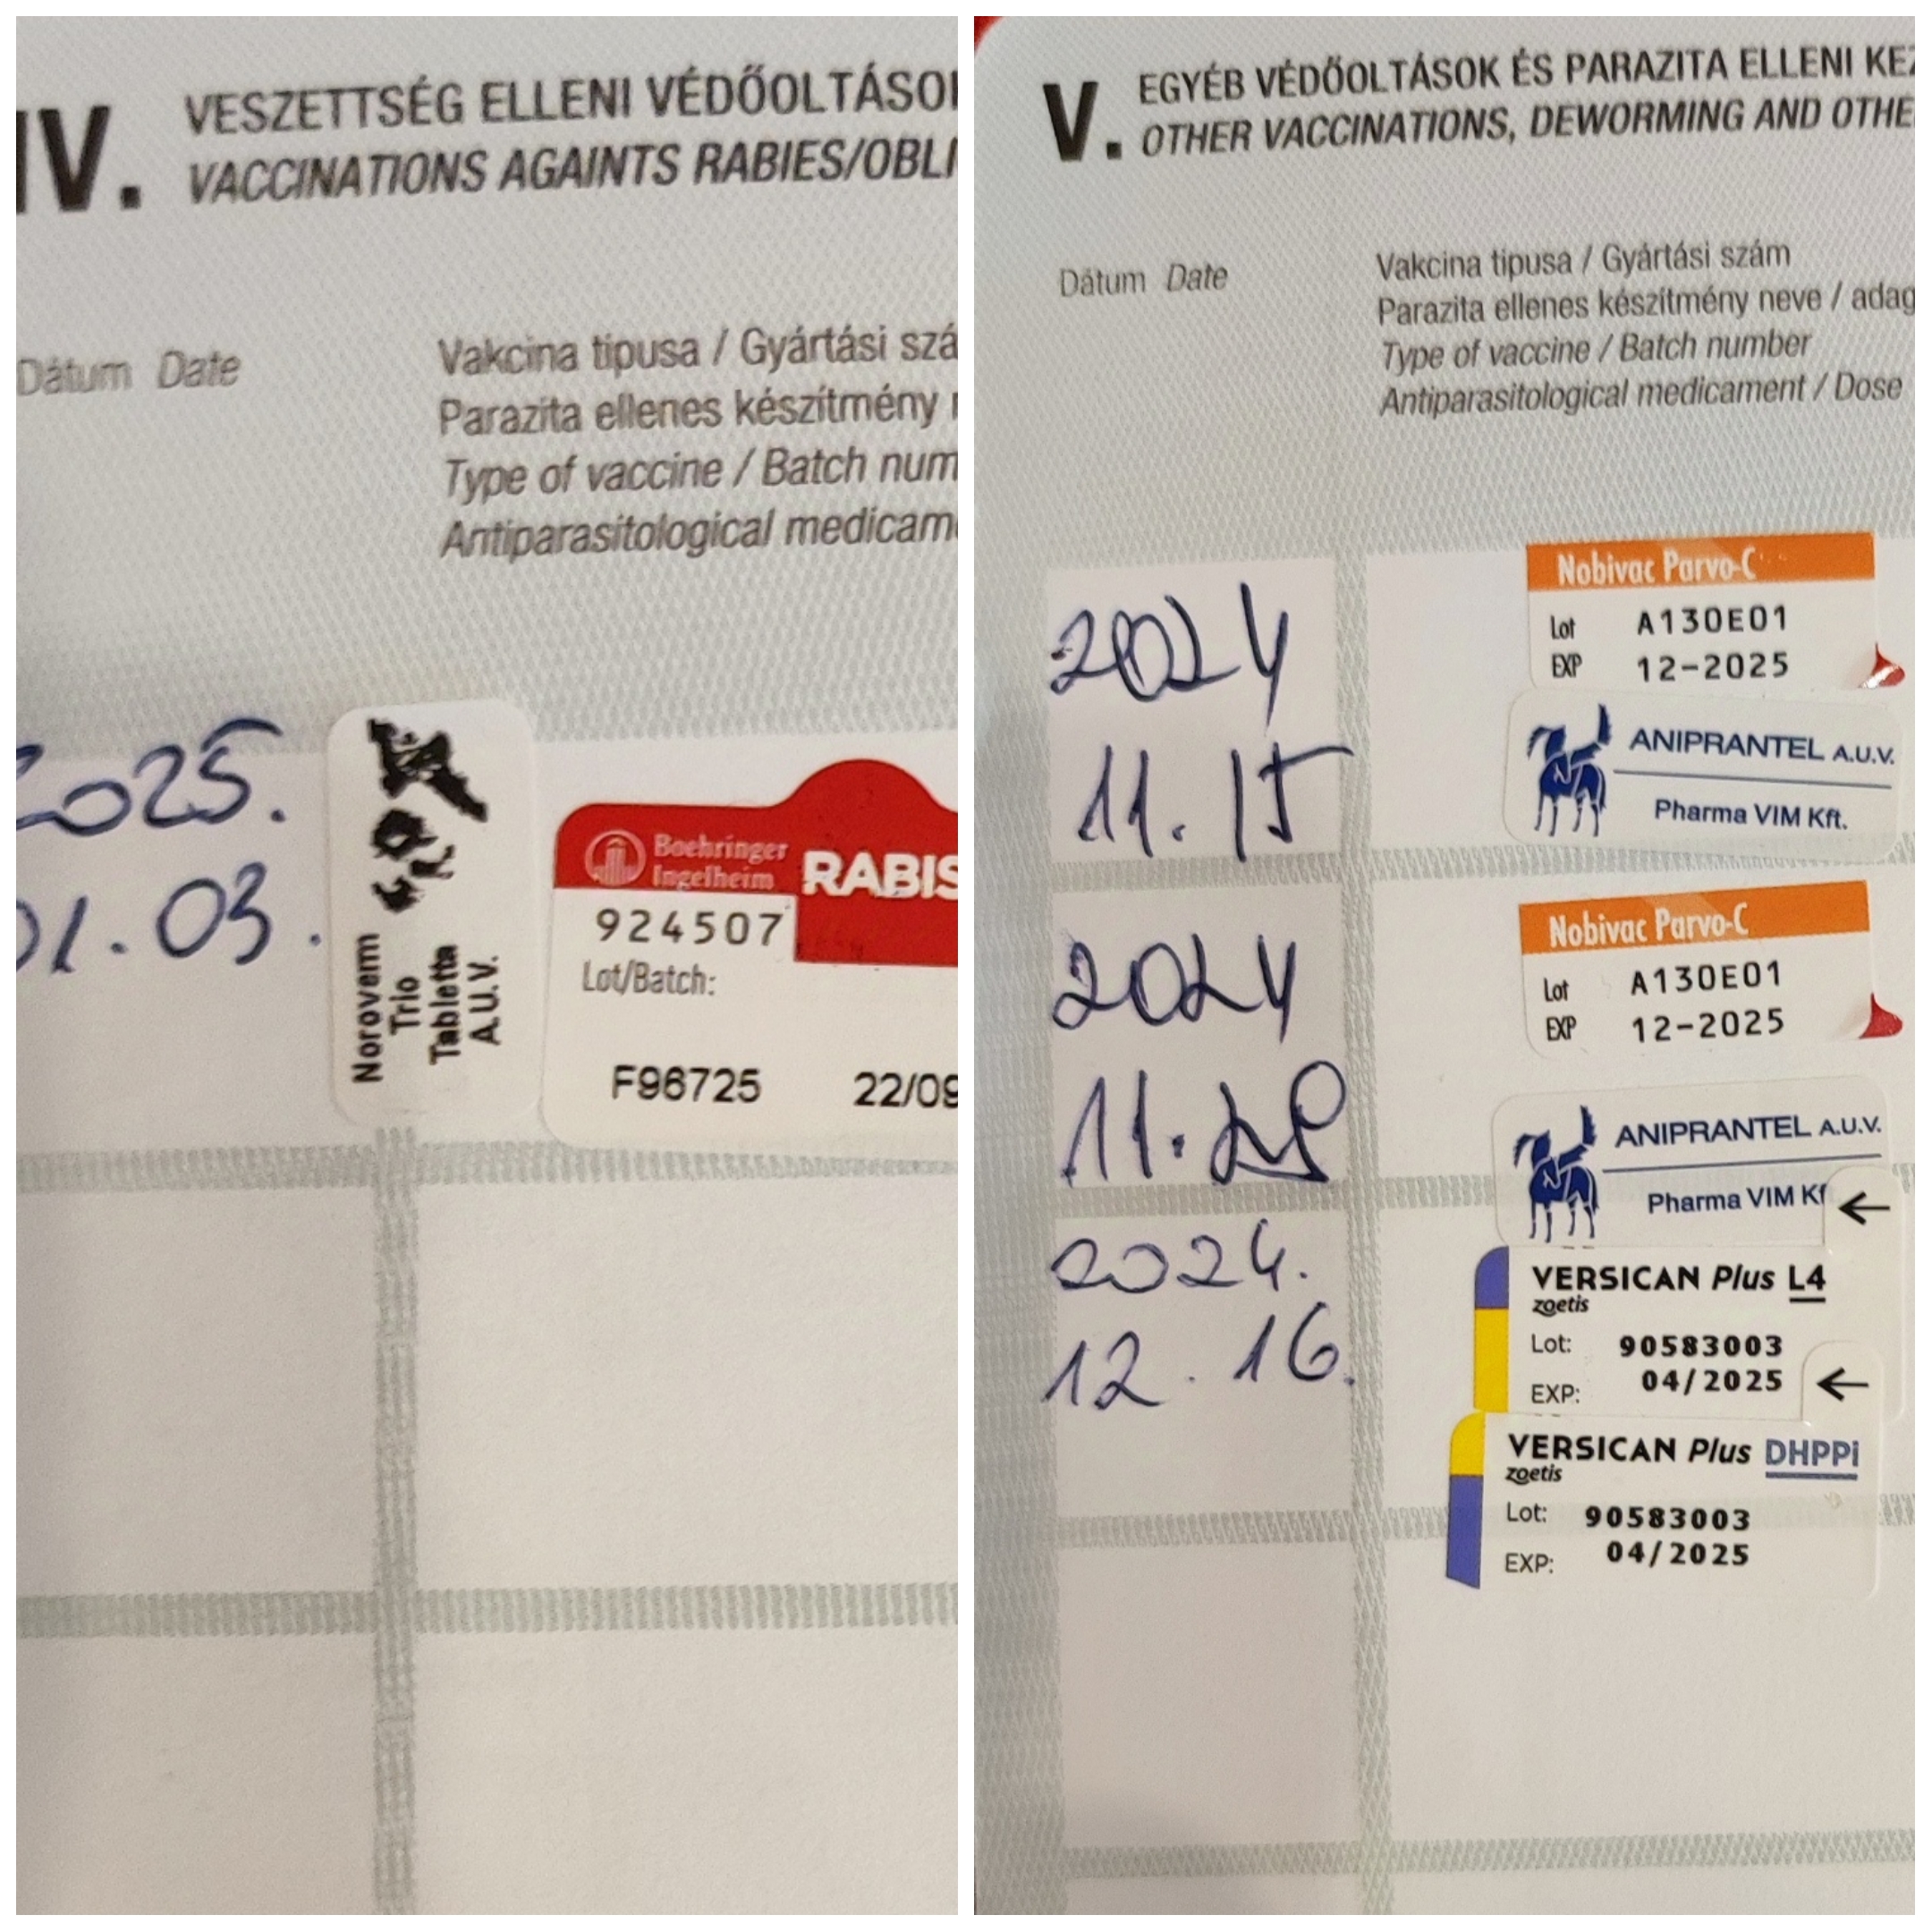 IV. VESZETTSÉG ELLENI VÉDŐOLTÁSO
VACCINATIONS AGAINTS RABIES/OBLI
Dátum Date
Vakcina tipusa / Gyártási szá
Parazita ellenes készítmény
Type of vaccine / Batch num
Antiparasitological medicam
2025.
01.03.
Noroverm
Trio
Tabletta
A.U.V.
Boehringer
Ingelheim
RABIS
924507
Lot/Batch:
F96725 22/09
V. EGYÉB VÉDŐOLTÁSOK ÉS PARAZITA ELLENI KEZ
OTHER VACCINATIONS, DEWORMING AND OTHE
Dátum Date
Vakcina tipusa / Gyártási szám
Parazita ellenes készítmény neve / adag
Type of vaccine / Batch number
Antiparasitological medicament / Dose
2024
11.15
Nobivac Parvo-C
Lot A130E01
EXP 12-2025
ANIPRANTEL A.U.V.
Pharma VIM Kft.
2024
11.28
Nobivac Parvo-C
Lot A130E01
EXP 12-2025
ANIPRANTEL A.U.V.
Pharma VIM Kf
←
2024.
12.16.
VERSICAN Plus L4
zoetis
Lot: 90583003
EXP: 04/2025
←
VERSICAN Plus DHPPi
zoetis
Lot: 90583003
EXP: 04/2025